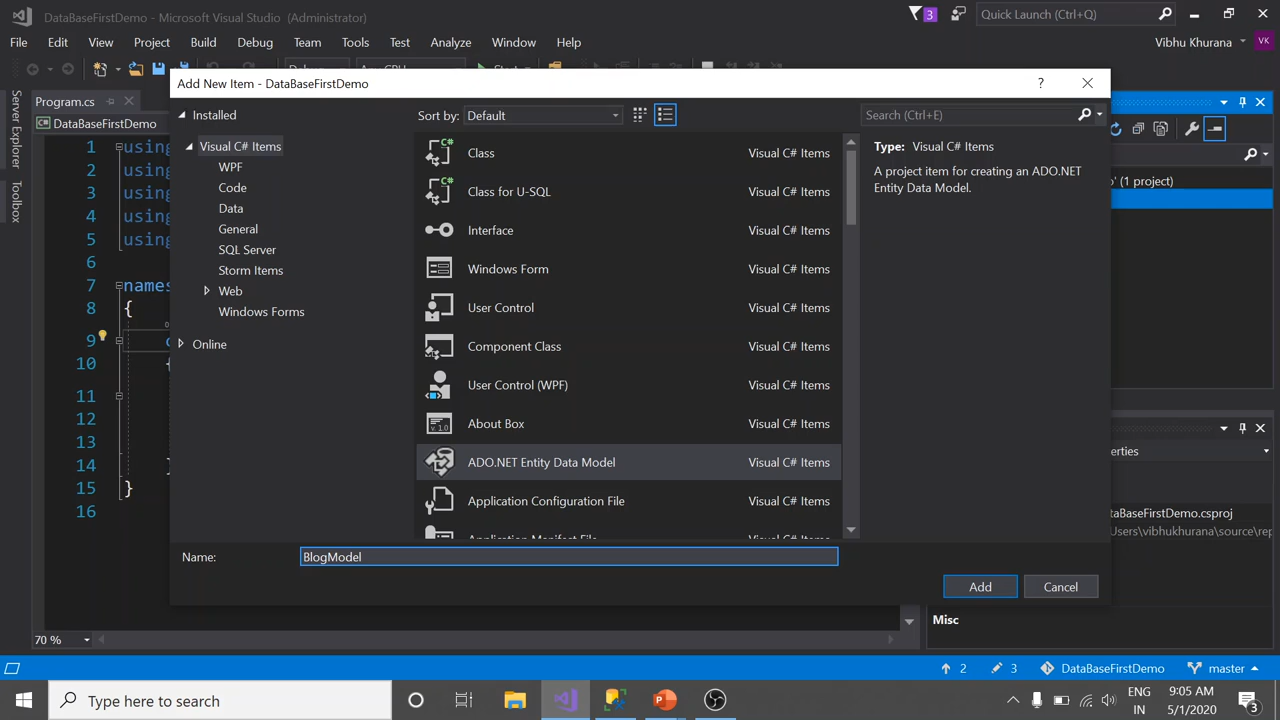 DataBaseFirstDemo - Microsoft Visual Studio (Administrator)
3
Quick Launch (Ctrl+Q)
File Edit View Project Build Debug Team Tools Test Analyze Window Help
Vibhu Khurana
VK
Server Explorer
Toolbox
Program.cs
DataBaseFirstDemo
1 using
2 using
3 using
4 using
5 using
6
7 names
8 {
9
10 {
11
12
13
14 }
15 }
16
Add New Item - DataBaseFirstDemo
?
Installed
Visual C# Items
WPF
Code
Data
General
SQL Server
Storm Items
Web
Windows Forms
Online
Sort by: Default
Search (Ctrl+E)
Class Visual C# Items
Class for U-SQL Visual C# Items
Interface Visual C# Items
Windows Form Visual C# Items
User Control Visual C# Items
Component Class Visual C# Items
User Control (WPF) Visual C# Items
About Box Visual C# Items
ADO.NET Entity Data Model Visual C# Items
Application Configuration File Visual C# Items
Type: Visual C# Items
A project item for creating an ADO.NET
Entity Data Model.
Name: BlogModel
Add Cancel
o' (1 project)
erties
taBaseFirstDemo.csproj
Users\vibhukhurana\source\rep
Misc
70 %
2 3 DataBaseFirstDemo master
Type here to search
ENG
IN
9:05 AM
5/1/2020
3